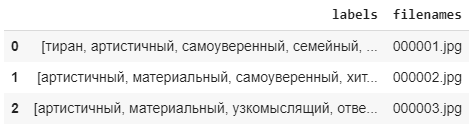 labels filenames
0 [тиран, артистичный, самоуверенный, семейный, ... 000001.jpg
1 [артистичный, материальный, самоуверенный, хит... 000002.jpg
2 [артистичный, материальный, узкомыслящий, отве... 000003.jpg